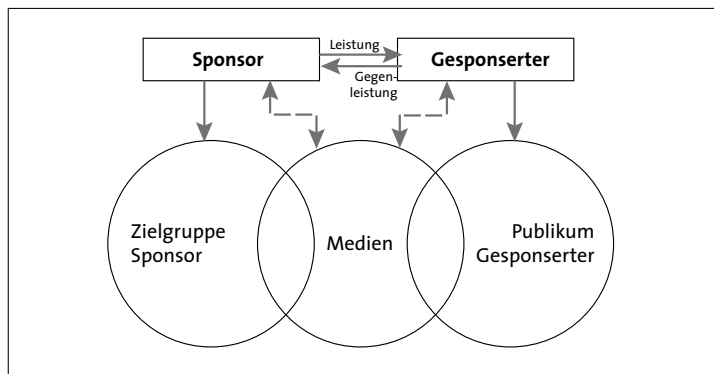 Leistung
Sponsor
Gesponserter
Gegen-
leistung
Zielgruppe
Sponsor
Medien
Publikum
Gesponserter